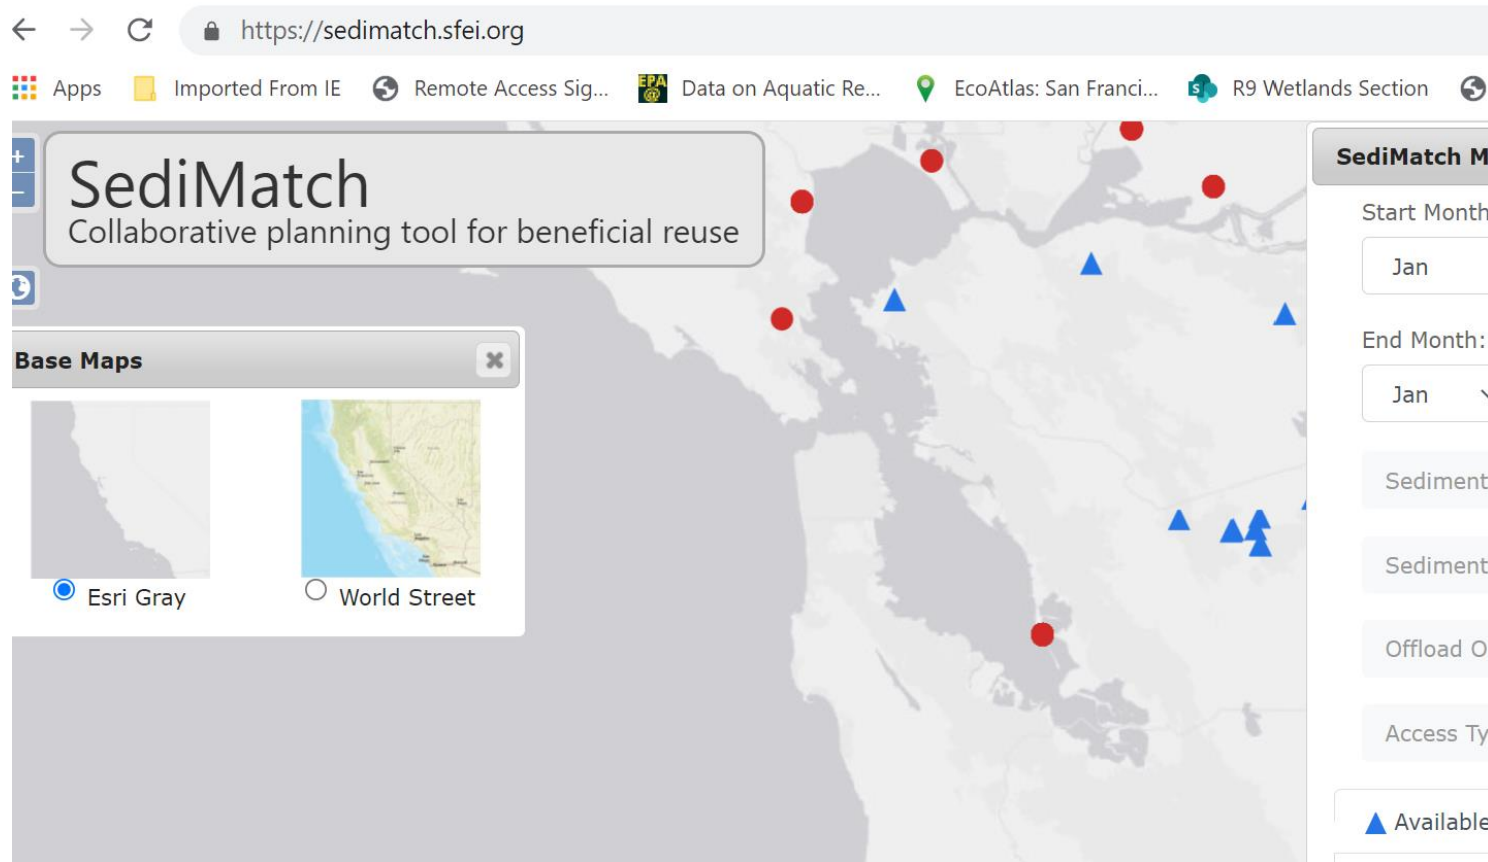 https://sedimatch.sfei.org
Apps
Imported From IE
Remote Access Sig...
EPA
Data on Aquatic Re...
EcoAtlas: San Franci...
S
R9 Wetlands Section
+
–
SediMatch
Collaborative planning tool for beneficial reuse
Base Maps
Esri Gray
World Street
SediMatch M
Start Month
Jan
End Month:
Jan
Sediment
Sediment
Offload O
Access Ty
Available